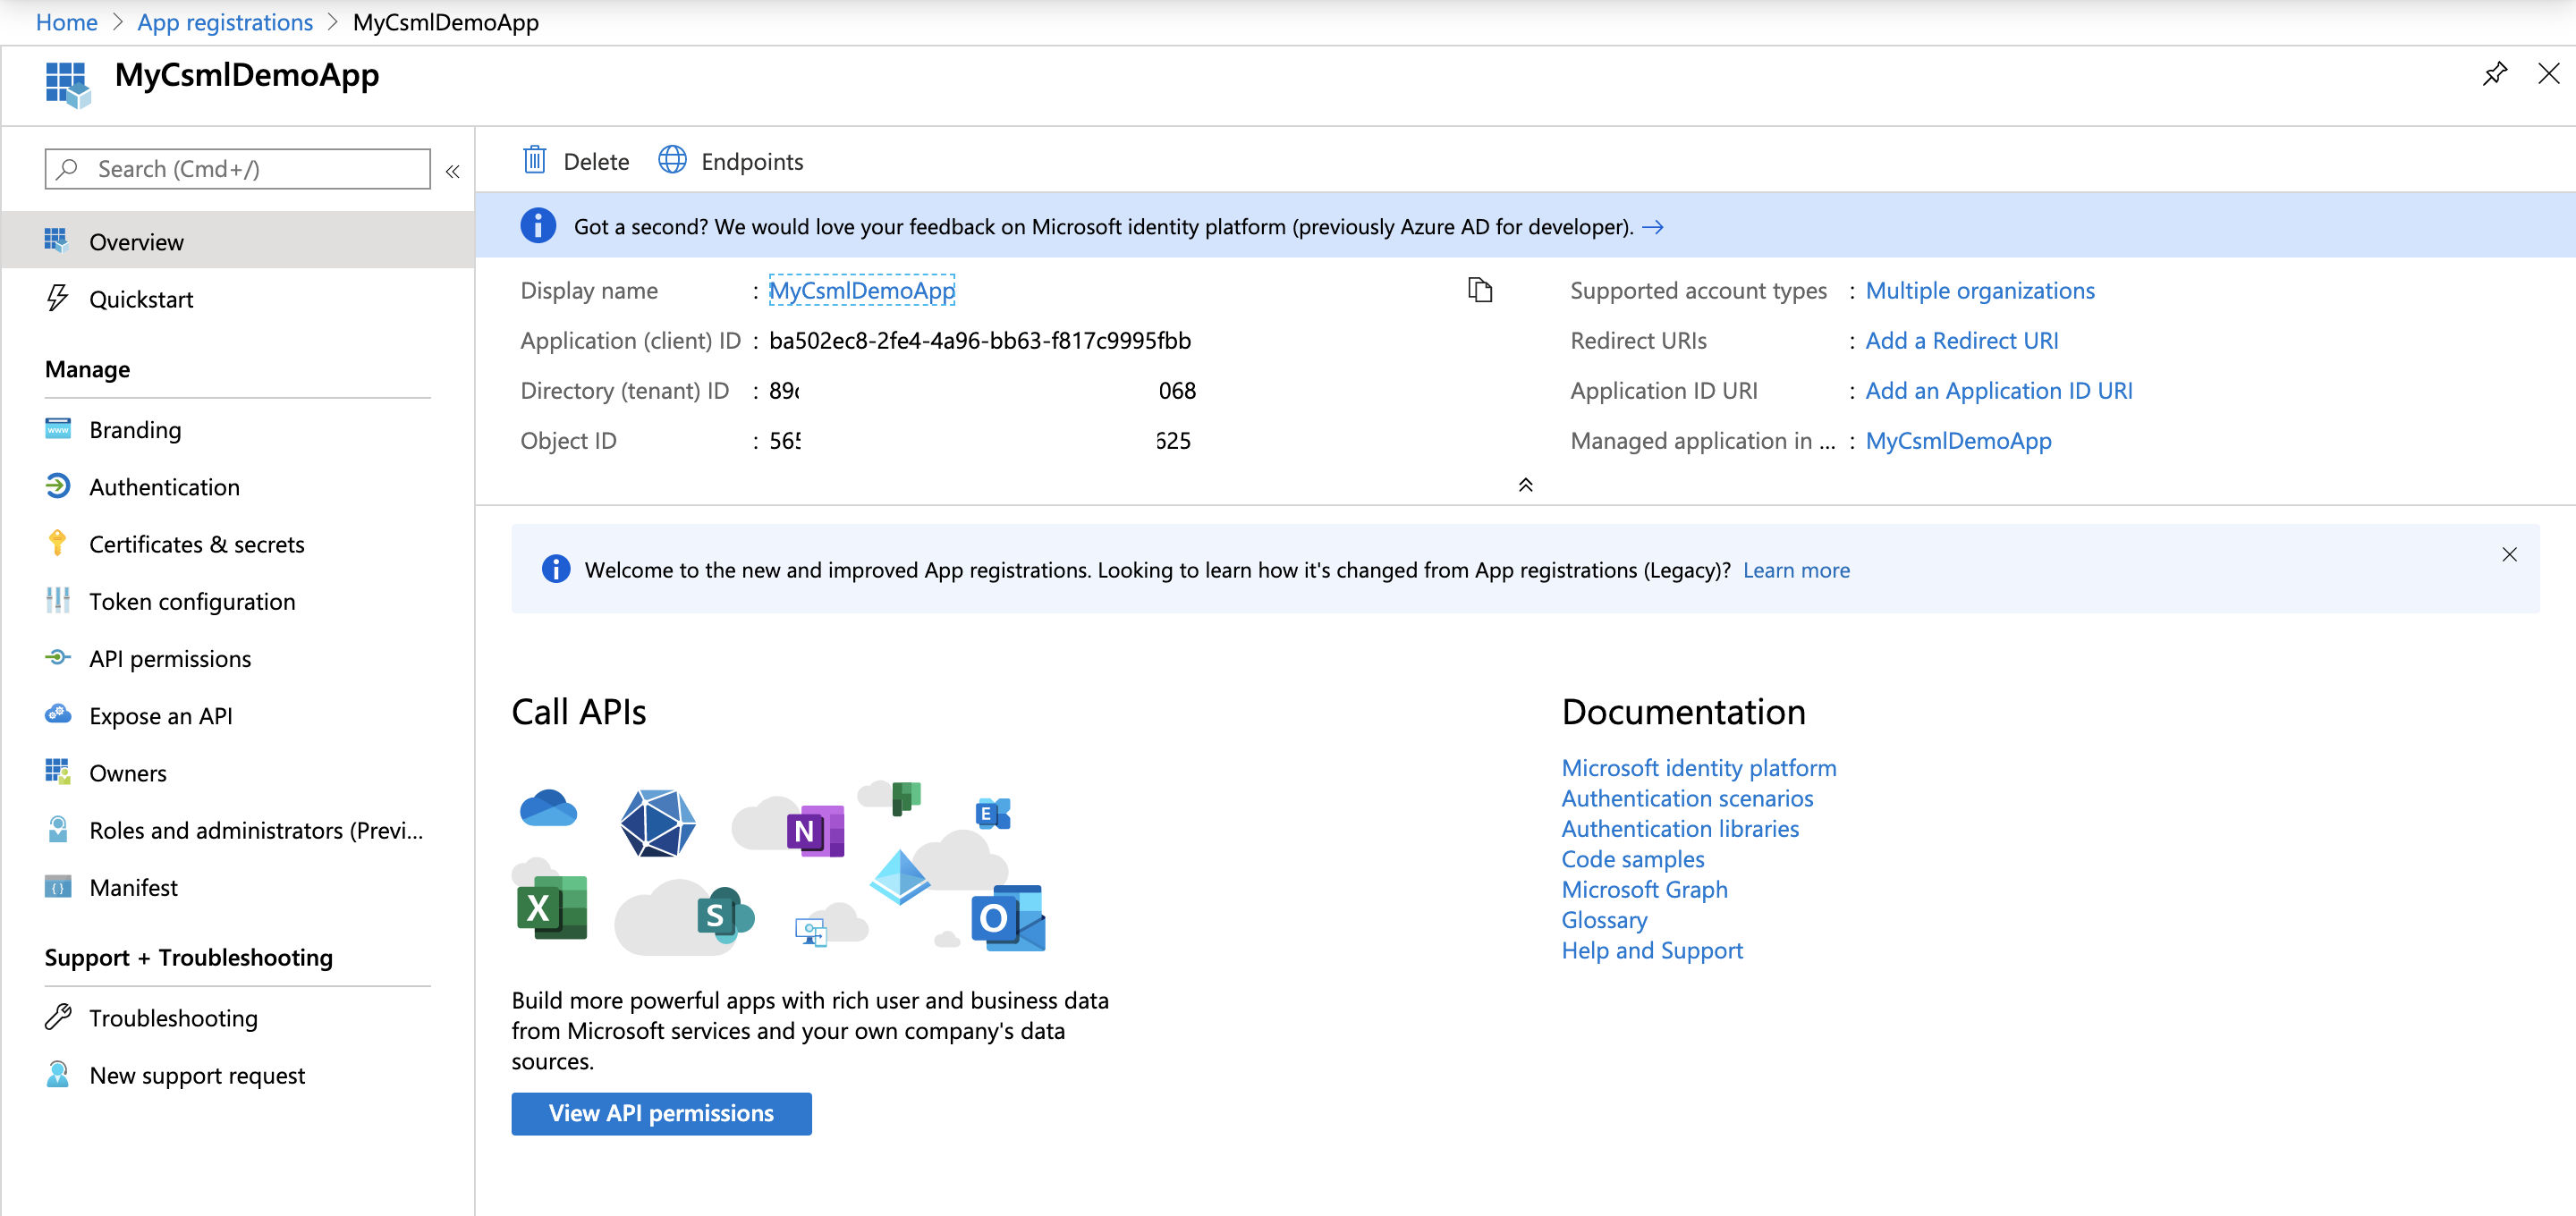 Home > App registrations > MyCsmlDemoApp
MyCsmlDemoApp
Search (Cmd+/)
«
Overview
Quickstart
Manage
Branding
Authentication
Certificates & secrets
Token configuration
API permissions
Expose an API
Owners
Roles and administrators (Previ...
Manifest
Support + Troubleshooting
Troubleshooting
New support request
Delete
Endpoints
Got a second? We would love your feedback on Microsoft identity platform (previously Azure AD for developer). →
Display name : MyCsmlDemoApp
Application (client) ID : ba502ec8-2fe4-4a96-bb63-f817c9995fbb
Directory (tenant) ID : 89 068
Object ID : 56 625
Supported account types : Multiple organizations
Redirect URIs : Add a Redirect URI
Application ID URI : Add an Application ID URI
Managed application in ... : MyCsmlDemoApp
Welcome to the new and improved App registrations. Looking to learn how it's changed from App registrations (Legacy)? Learn more
Call APIs
N
E
X
S
O
Build more powerful apps with rich user and business data
from Microsoft services and your own company's data
sources.
View API permissions
Documentation
Microsoft identity platform
Authentication scenarios
Authentication libraries
Code samples
Microsoft Graph
Glossary
Help and Support